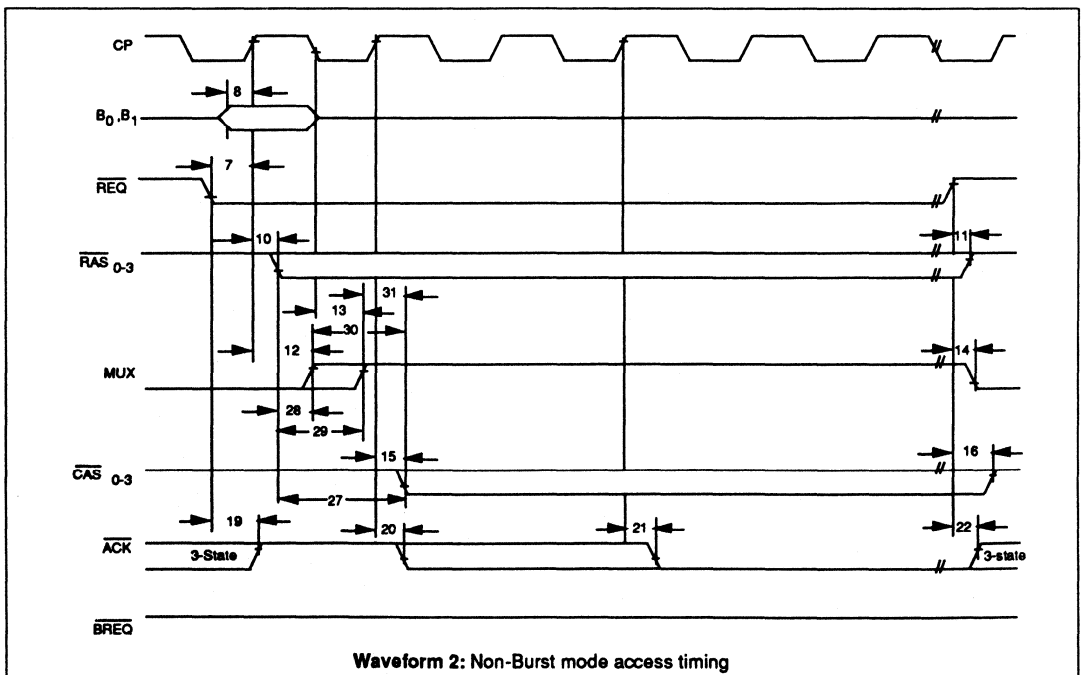 CP
8
B0 ,B1
7
REQ
10
11
RAS 0-3
31
13
30
12
14
MUX
28
29
15
16
CAS 0-3
27
19
20
21
22
ACK
3-State
3-state
BREQ
Waveform 2: Non-Burst mode access timing